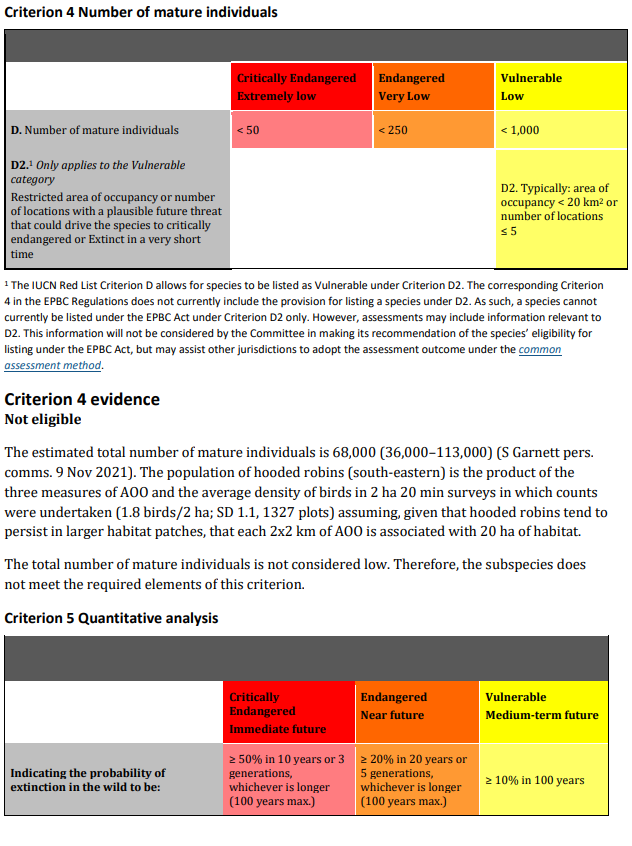 Criterion 4 Number of mature individuals
Critically Endangered
Extremely low
Endangered
Very Low
Vulnerable
Low
D. Number of mature individuals
< 50
< 250
< 1,000
D2.¹ Only applies to the Vulnerable
category
Restricted area of occupancy or number
of locations with a plausible future threat
that could drive the species to critically
endangered or Extinct in a very short
time
D2. Typically: area of
occupancy < 20 km² or
number of locations
≤ 5
¹ The IUCN Red List Criterion D allows for species to be listed as Vulnerable under Criterion D2. The corresponding Criterion
4 in the EPBC Regulations does not currently include the provision for listing a species under D2. As such, a species cannot
currently be listed under the EPBC Act under Criterion D2 only. However, assessments may include information relevant to
D2. This information will not be considered by the Committee in making its recommendation of the species' eligibility for
listing under the EPBC Act, but may assist other jurisdictions to adopt the assessment outcome under the common
assessment method.
Criterion 4 evidence
Not eligible
The estimated total number of mature individuals is 68,000 (36,000–113,000) (S Garnett pers.
comms. 9 Nov 2021). The population of hooded robins (south-eastern) is the product of the
three measures of AOO and the average density of birds in 2 ha 20 min surveys in which counts
were undertaken (1.8 birds/2 ha; SD 1.1, 1327 plots) assuming, given that hooded robins tend to
persist in larger habitat patches, that each 2x2 km of AOO is associated with 20 ha of habitat.
The total number of mature individuals is not considered low. Therefore, the subspecies does
not meet the required elements of this criterion.
Criterion 5 Quantitative analysis
Critically
Endangered
Immediate future
Endangered
Near future
Vulnerable
Medium-term future
Indicating the probability of
extinction in the wild to be:
≥ 50% in 10 years or 3
generations,
whichever is longer
(100 years max.)
≥ 20% in 20 years or
5 generations,
whichever is longer
(100 years max.)
≥ 10% in 100 years